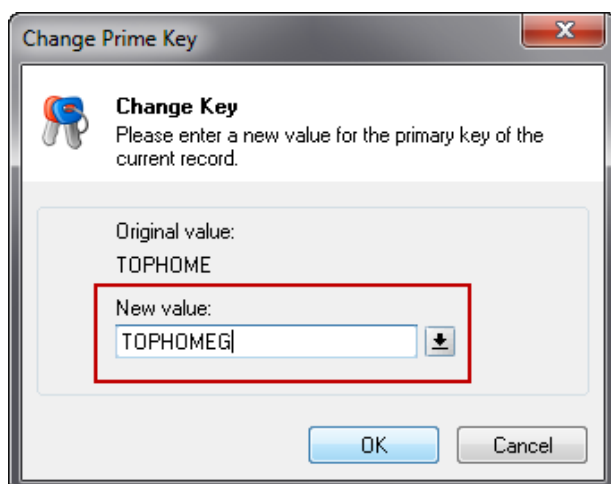 Change Prime Key
Change Key
Please enter a new value for the primary key of the
current record.
Original value:
TOPHOME
New value:
TOPHOMEG
OK
Cancel